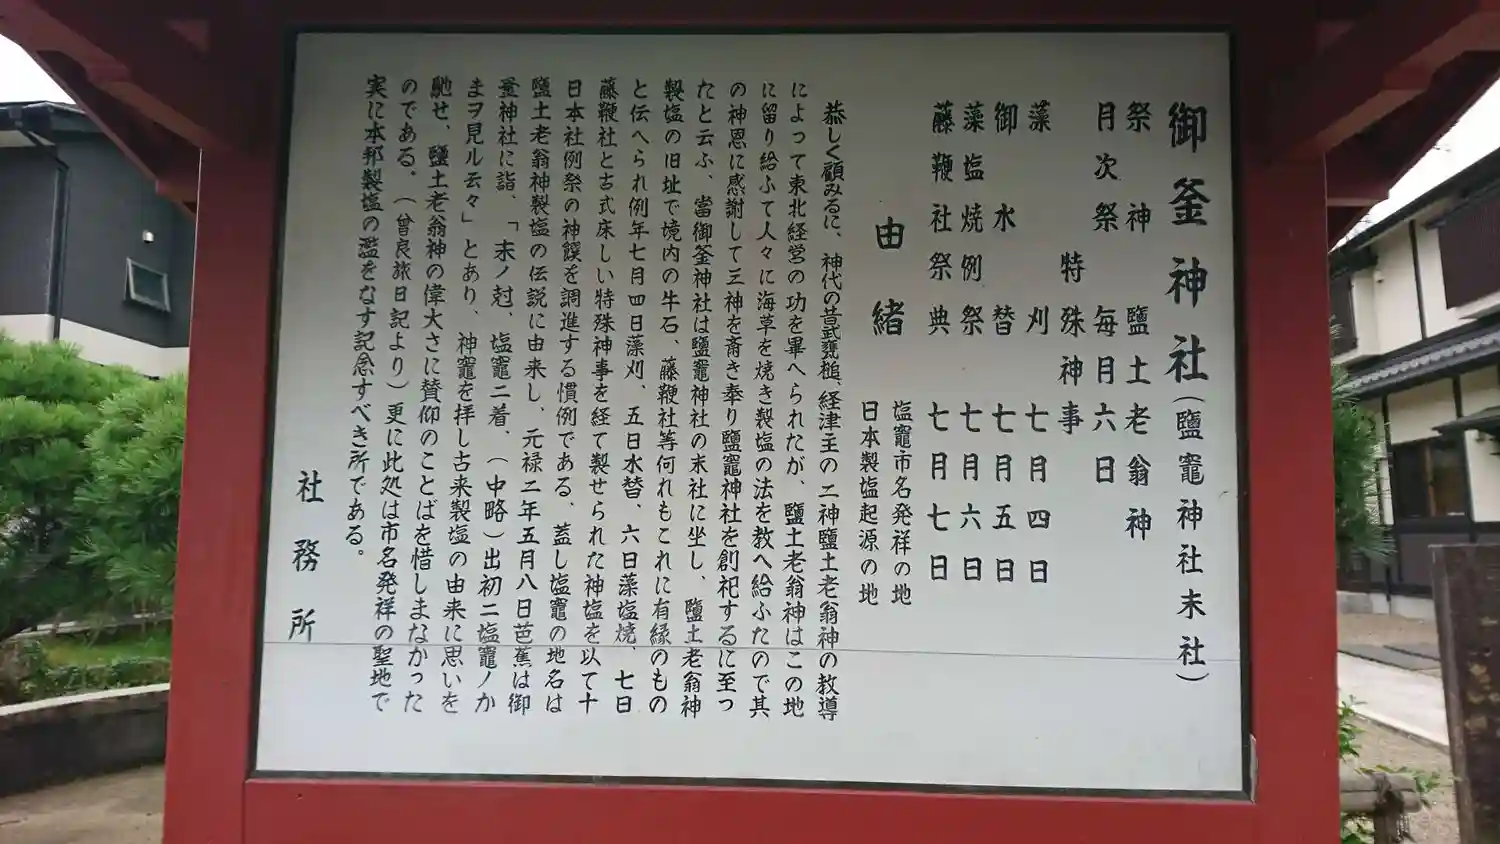 御釜神社(鹽竈神社末社)
祭神 鹽土老翁神
月次祭 毎月六日
特殊神事
藻刈 七月四日
御水替 七月五日
藻塩焼例祭 七月六日
藤鞭社祭典 七月七日
由緒 塩竈市名発祥の地
日本製塩起源の地
恭しく顧みるに、神代の昔武甕槌、経津主の二神鹽土老翁神の教導
によって東北経営の功を畢へられたが、鹽土老翁神はこの地
に留り給ふて人々に海草を焼き製塩の法を教へ給ふたので其
の神恩に感謝して三神を斎き奉り鹽竈神社を創祀するに至っ
たと云ふ、當御釜神社は鹽竈神社の末社に坐し、鹽土老翁神
製塩の旧址で境内の牛石、藤鞭社等何れもこれに有縁のもの
と伝へられ例年七月四日藻刈、五日水替、六日藻塩焼、七日
藤鞭社と古式床しい特殊神事を経て製せられた神塩を以て十
日本社例祭の神饌を調進する慣例である、蓋し塩竈の地名は
鹽土老翁神製塩の伝説に由来し、元禄二年五月八日芭蕉は御
釜神社に詣、「末ノ尅、塩竈ニ着、(中略)出初ニ塩竈ノか
まヲ見ル云々」とあり、神竈を拝し古来製塩の由来に思いを
馳せ、鹽土老翁神の偉大さに賛仰のことばを惜しまなかった
のである。(曾良旅日記より)更に此処は市名発祥の聖地で
実に本邦製塩の濫をなす記念すべき所である。
社務所